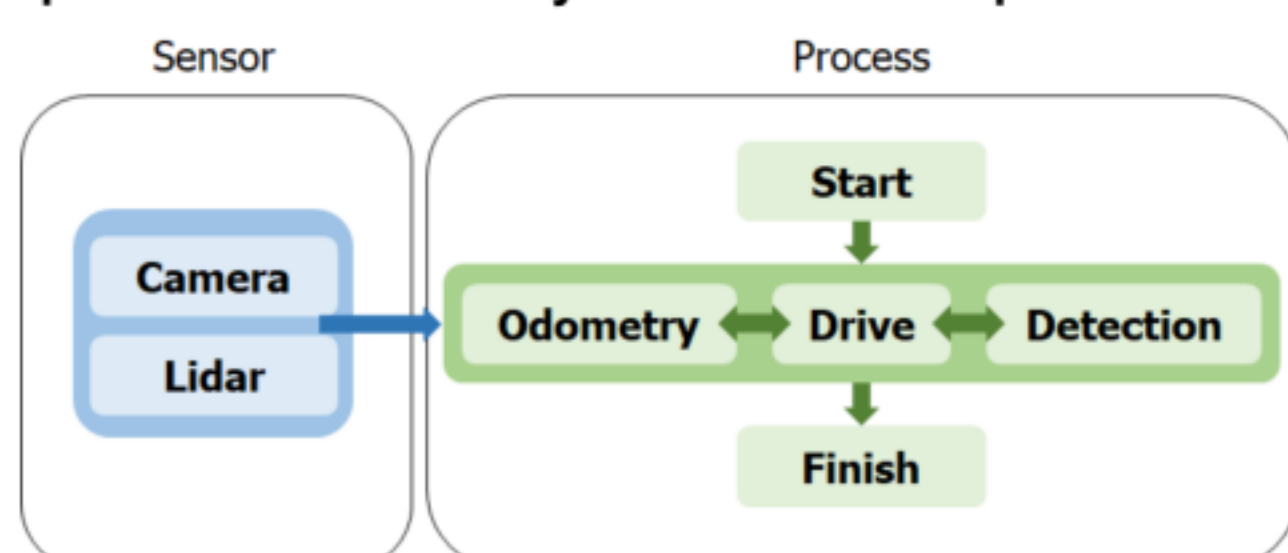 Sensor
Process
Start
Camera
Odometry
Drive
Detection
Lidar
Finish